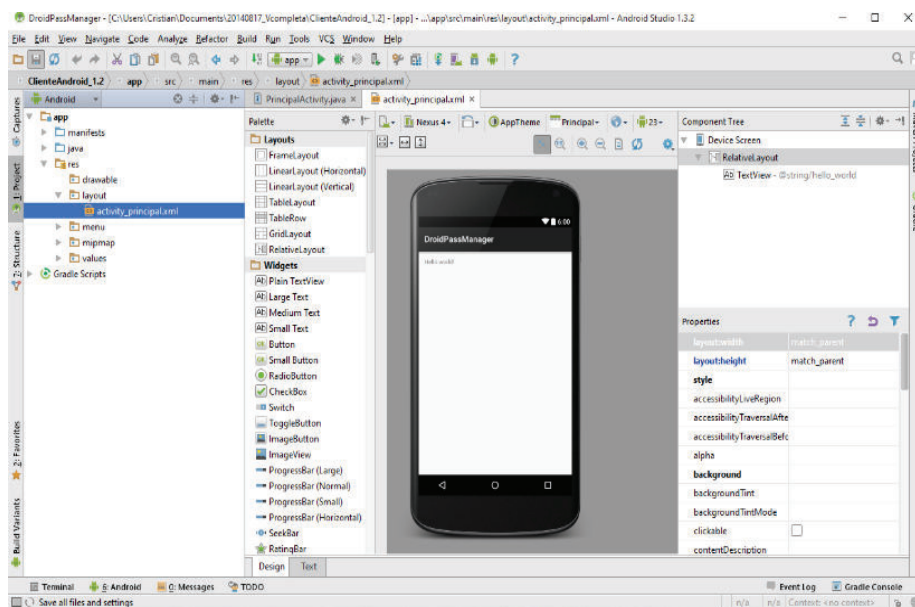 DroidPassManager - [C:\Users\Cristian\Documents\20140817_Vcompleta\ClienteAndroid_1.2] - [app] - ...\app\src\main\res\layout\activity_principal.xml - Android Studio 1.3.2
File Edit View Navigate Code Analyze Refactor Build Run Tools VCS Window Help
app
ClienteAndroid_1.2 app src main res layout activity_principal.xml
Captures
1: Project
2: Structure
2: Favorites
Build Variants
Android
app
manifests
java
res
drawable
layout
activity_principal.xml
menu
mipmap
values
Gradle Scripts
PrincipalActivity.java
activity_principal.xml
Palette
Layouts
FrameLayout
LinearLayout (Horizontal)
LinearLayout (Vertical)
TableLayout
TableRow
GridLayout
RelativeLayout
Widgets
Plain TextView
Large Text
Medium Text
Small Text
Button
Small Button
RadioButton
CheckBox
Switch
ToggleButton
ImageButton
ImageView
ProgressBar (Large)
ProgressBar (Normal)
ProgressBar (Small)
ProgressBar (Horizontal)
SeekBar
RatingBar
Design Text
Nexus 4 AppTheme Principal 23
6:00
DroidPassManager
Hello world!
Component Tree
Device Screen
RelativeLayout
Ab TextView - @string/hello_world
Properties
layout:width match_parent
layout:height match_parent
style
accessibilityLiveRegion
accessibilityTraversalAfte
accessibilityTraversalBefo
alpha
background
backgroundTint
backgroundTintMode
clickable
contentDescription
Terminal 6: Android 0: Messages TODO Event Log Gradle Console
Save all files and settings n/a n/a Context: <no context>